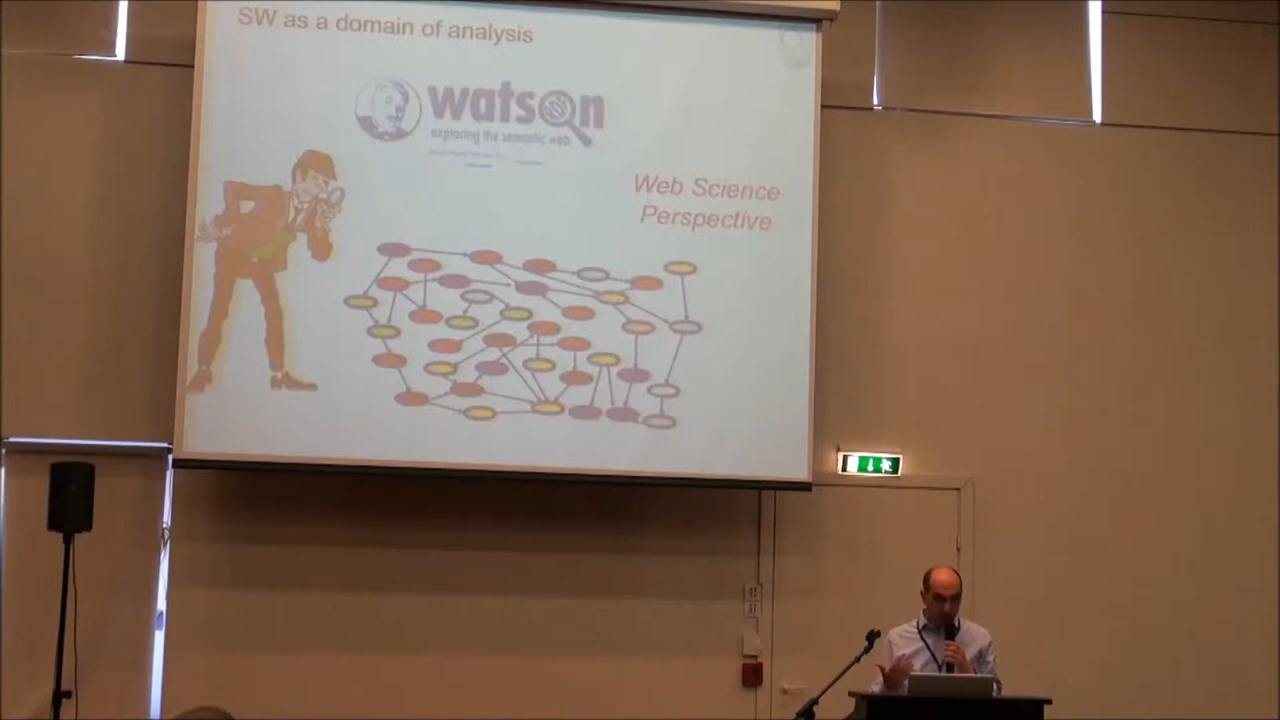 SW as a domain of analysis
watson
exploring the semantic web
Web Science
Perspective